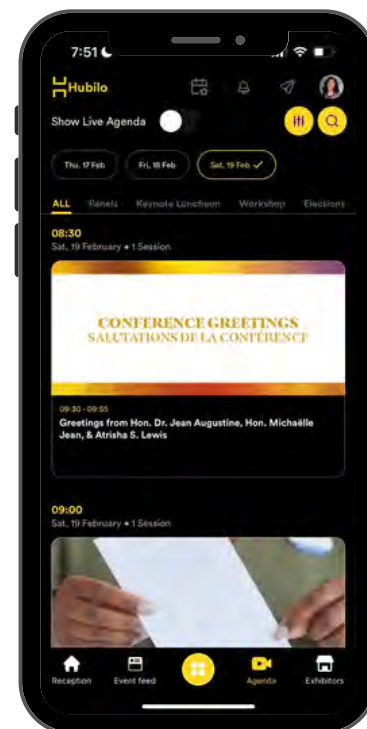 7:51
Hubilo
Show Live Agenda
Thu, 17 Feb
Fri, 18 Feb
Sat, 19 Feb
ALL Panels Keynote Luncheon Workshop Elections
08:30
Sat, 19 February • 1 Session
CONFERENCE GREETINGS
SALUTATIONS DE LA CONFÉRENCE
09:30 - 09:55
Greetings from Hon. Dr. Jean Augustine, Hon. Michaëlle
Jean, & Atrisha S. Lewis
09:00
Sat, 19 February • 1 Session
Reception Event feed Agenda Exhibitors